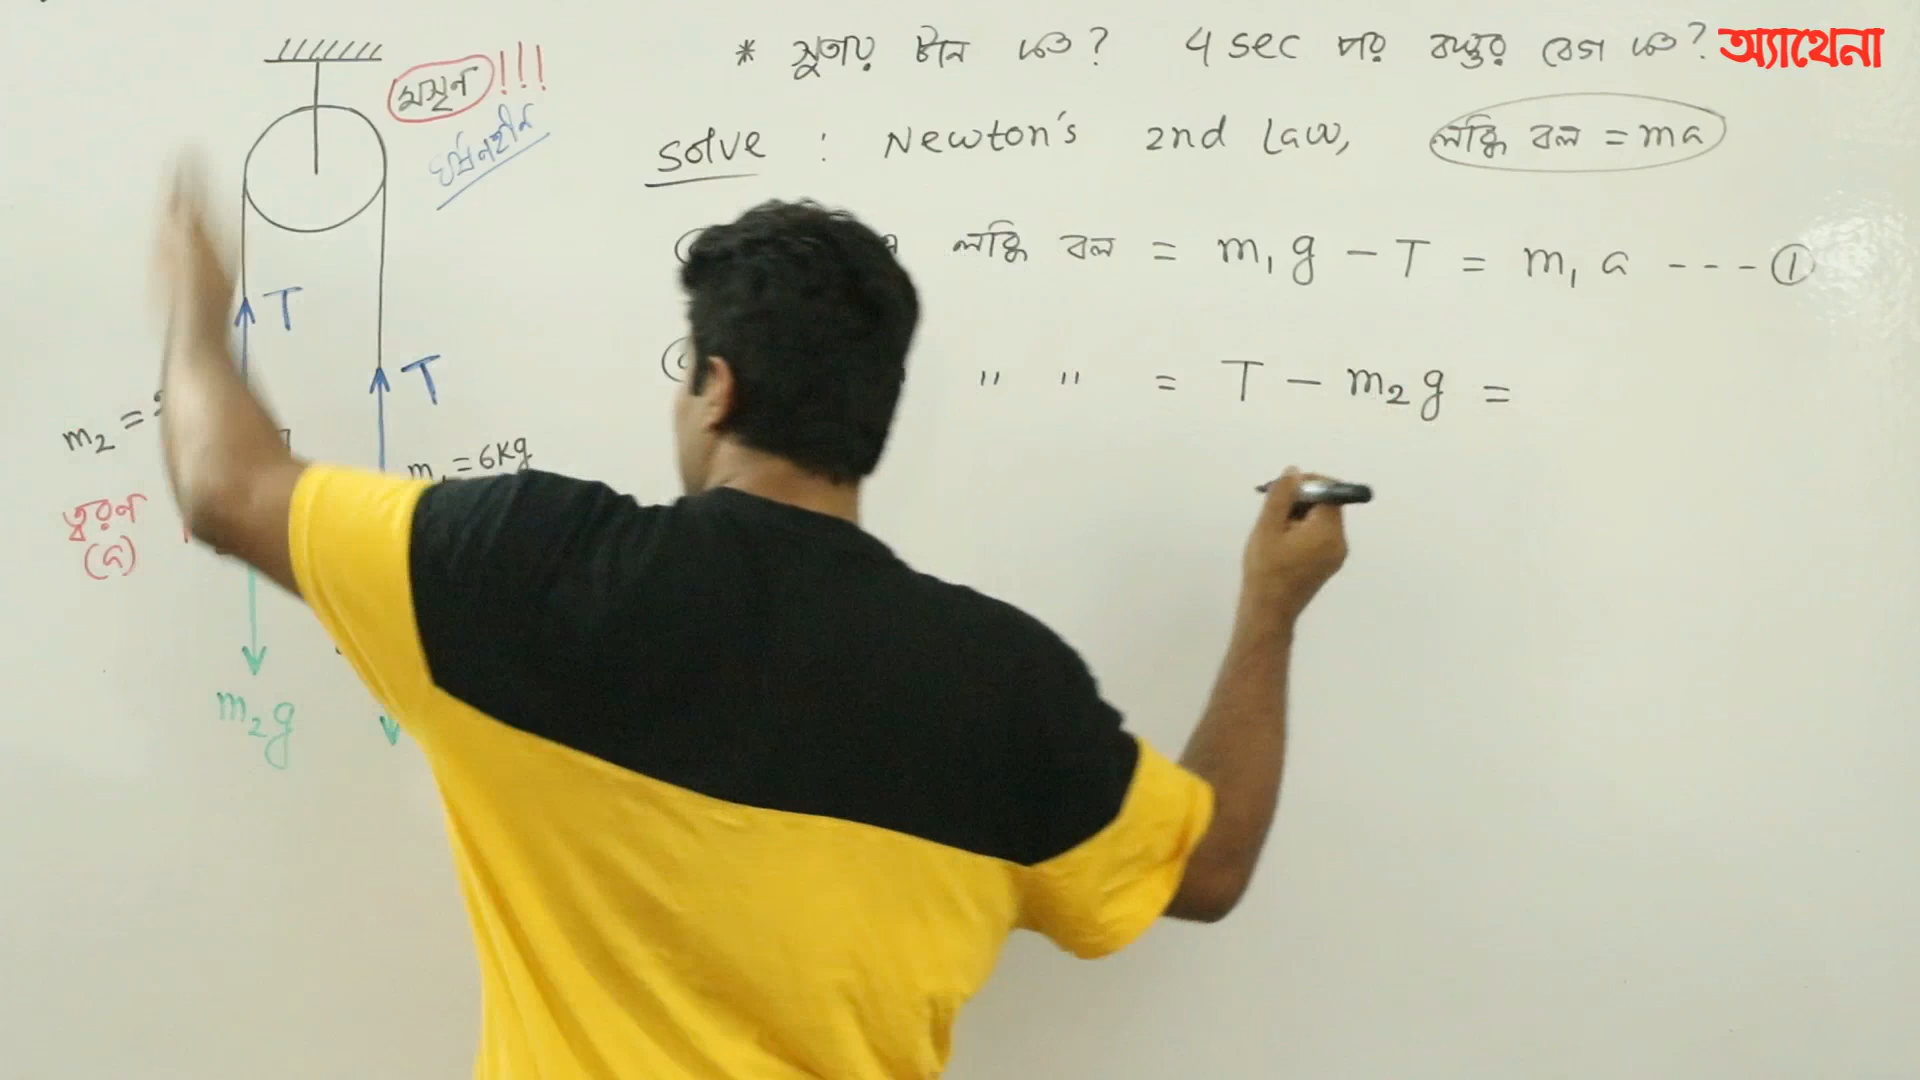 * সুতায় টান কত? 4 sec পর বস্তুর বেগ কত?
অ্যাথেনা
মসৃন !!!
ঘর্ষনহীন
Solve : Newton's 2nd Law, লব্ধি বল = ma
লব্ধি বল = m₁g - T = m₁a --- ①
" " = T - m₂g =
T
T
m₂ =
m₁ = 6kg
ত্বরণ
(a)
m₂g